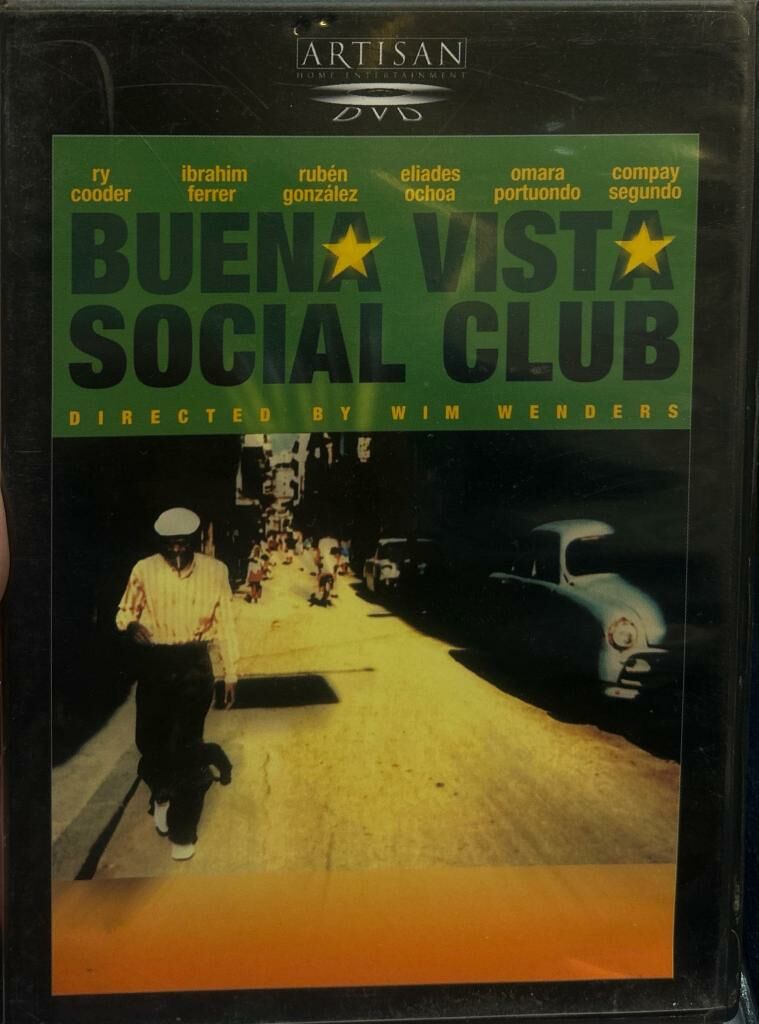 ARTISAN
HOME ENTERTAINMENT
DVD
ry cooder
ibrahim ferrer
rubén gonzález
eliades ochoa
omara portuondo
compay segundo
BUENA VISTA
SOCIAL CLUB
DIRECTED BY WIM WENDERS